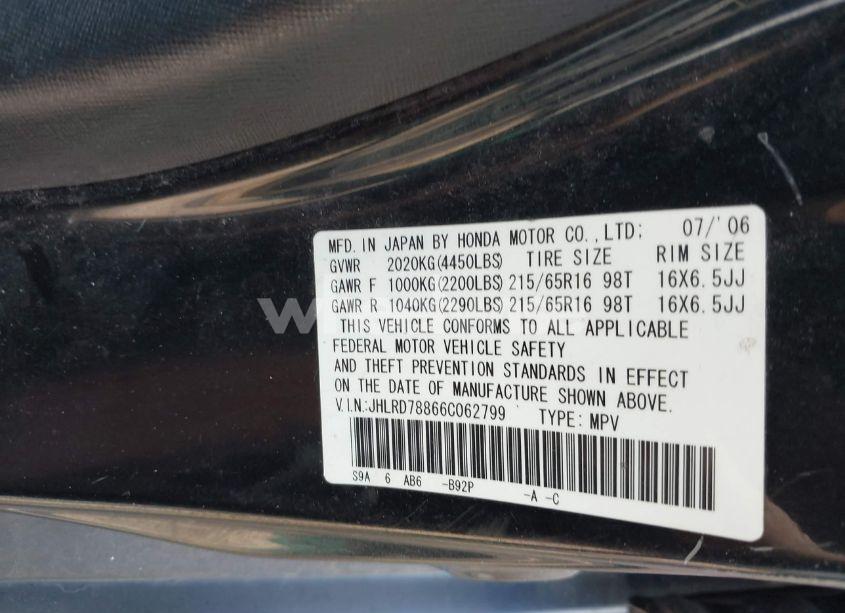 MFD. IN JAPAN BY HONDA MOTOR CO.,LTD; 07/'06
GVWR 2020KG(4450LBS) TIRE SIZE RIM SIZE
GAWR F 1000KG(2200LBS) 215/65R16 98T 16X6.5JJ
GAWR R 1040KG(2290LBS) 215/65R16 98T 16X6.5JJ
THIS VEHICLE CONFORMS TO ALL APPLICABLE
FEDERAL MOTOR VEHICLE SAFETY
AND THEFT PREVENTION STANDARDS IN EFFECT
ON THE DATE OF MANUFACTURE SHOWN ABOVE.
V.I.N:JHLRD78866C062799 TYPE: MPV
S9A 6 AB6 -B92P -A -C